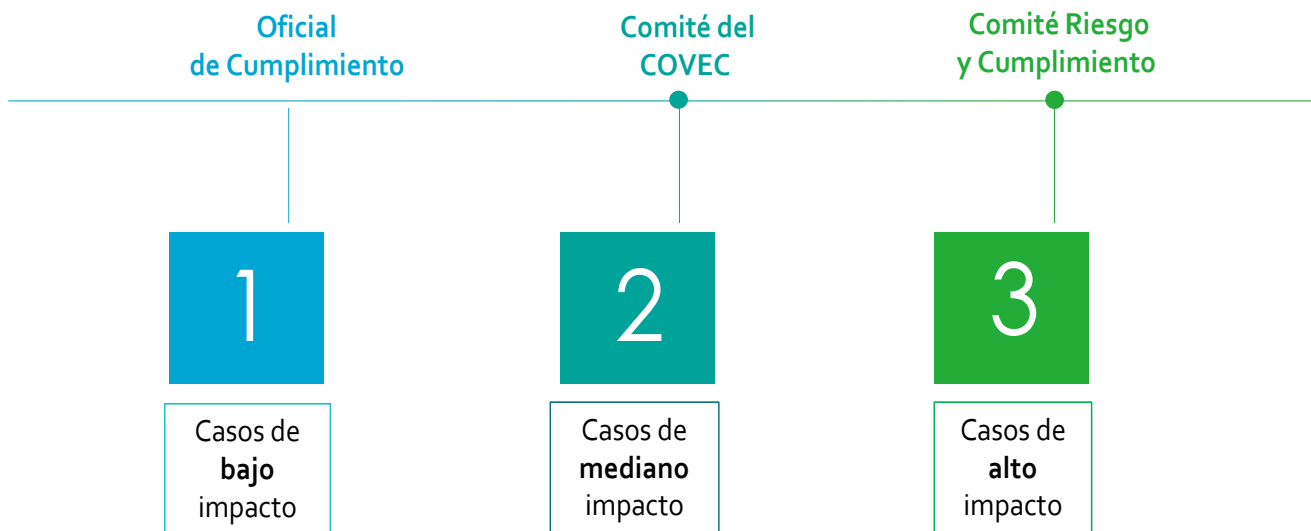 Oficial
de Cumplimiento
Comité del
COVEC
Comité Riesgo
y Cumplimiento
1
2
3
Casos de
bajo
impacto
Casos de
mediano
impacto
Casos de
alto
impacto